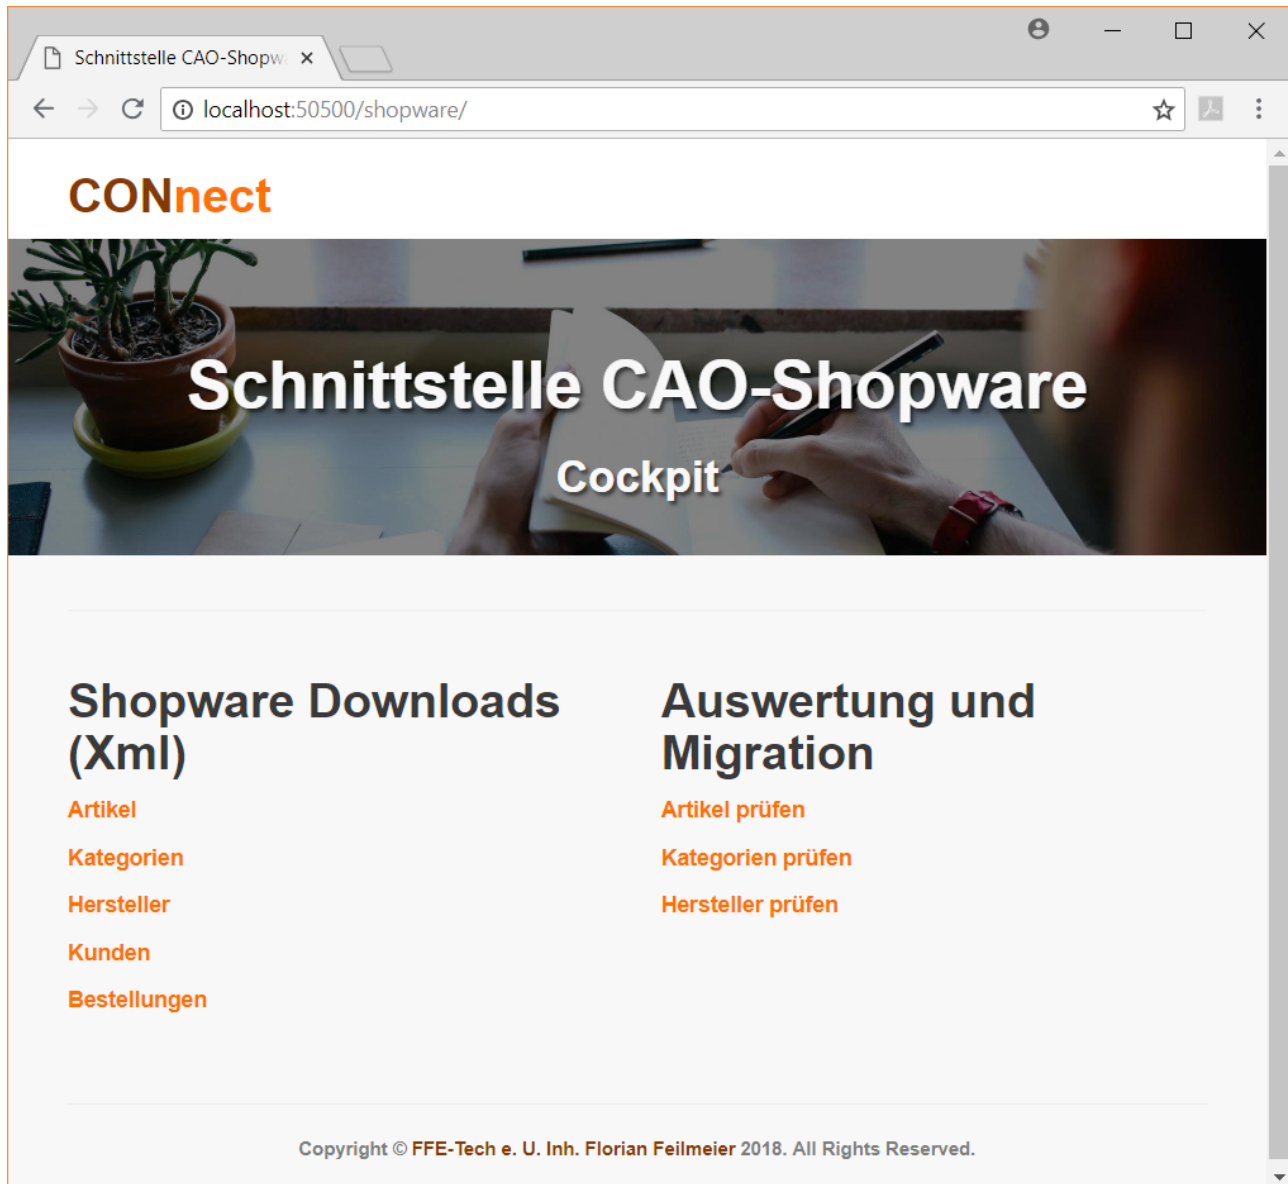 Schnittstelle CAO-Shopw
localhost:50500/shopware/
CONnect
Schnittstelle CAO-Shopware
Cockpit
Shopware Downloads
(Xml)
Artikel
Kategorien
Hersteller
Kunden
Bestellungen
Auswertung und
Migration
Artikel prüfen
Kategorien prüfen
Hersteller prüfen
Copyright © FFE-Tech e. U. Inh. Florian Feilmeier 2018. All Rights Reserved.